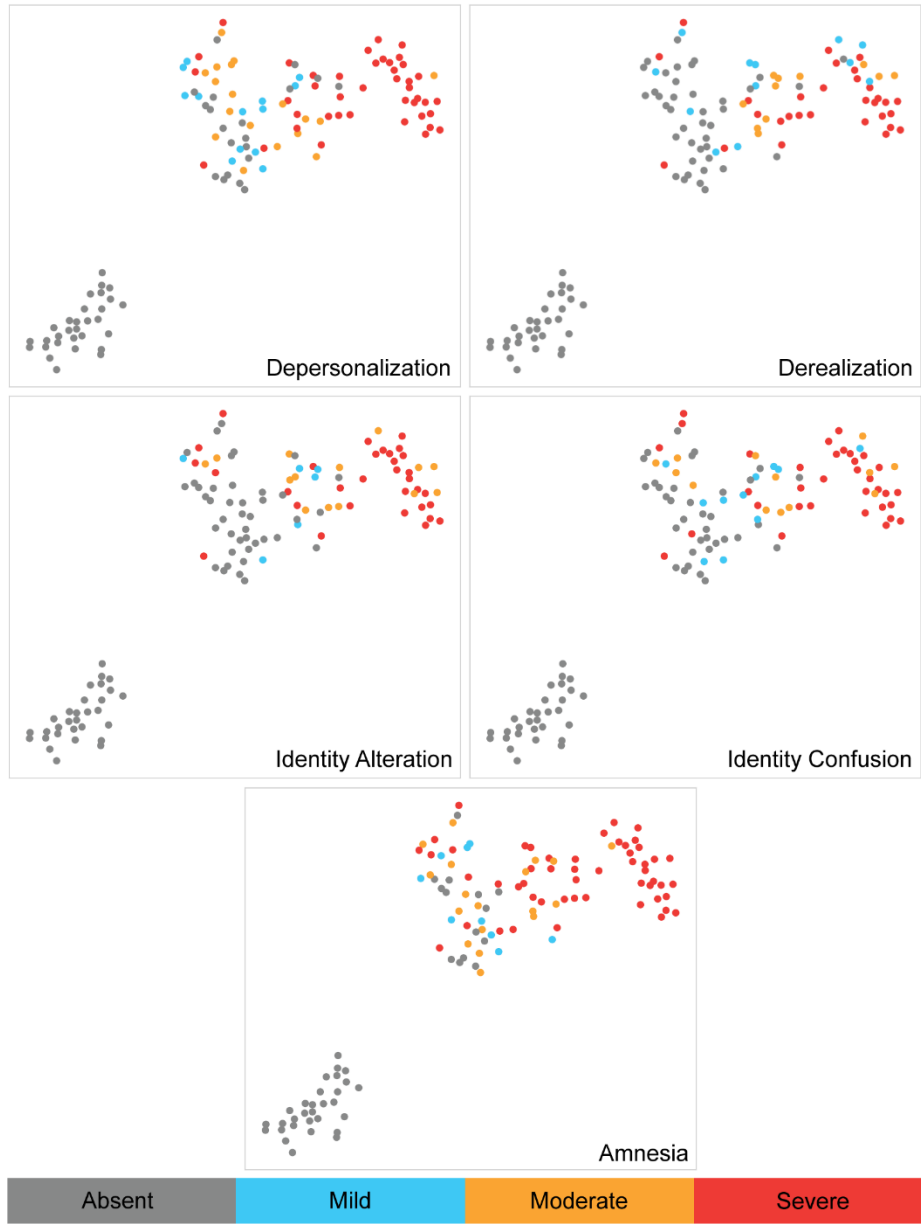 Depersonalization
Derealization
Identity Alteration
Identity Confusion
Amnesia
Absent
Mild
Moderate
Severe